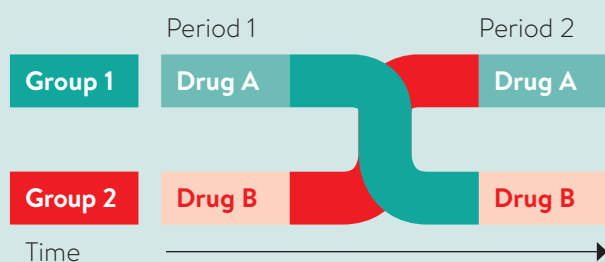 Period 1 Period 2
Group 1 Drug A Drug A
Group 2 Drug B Drug B
Time